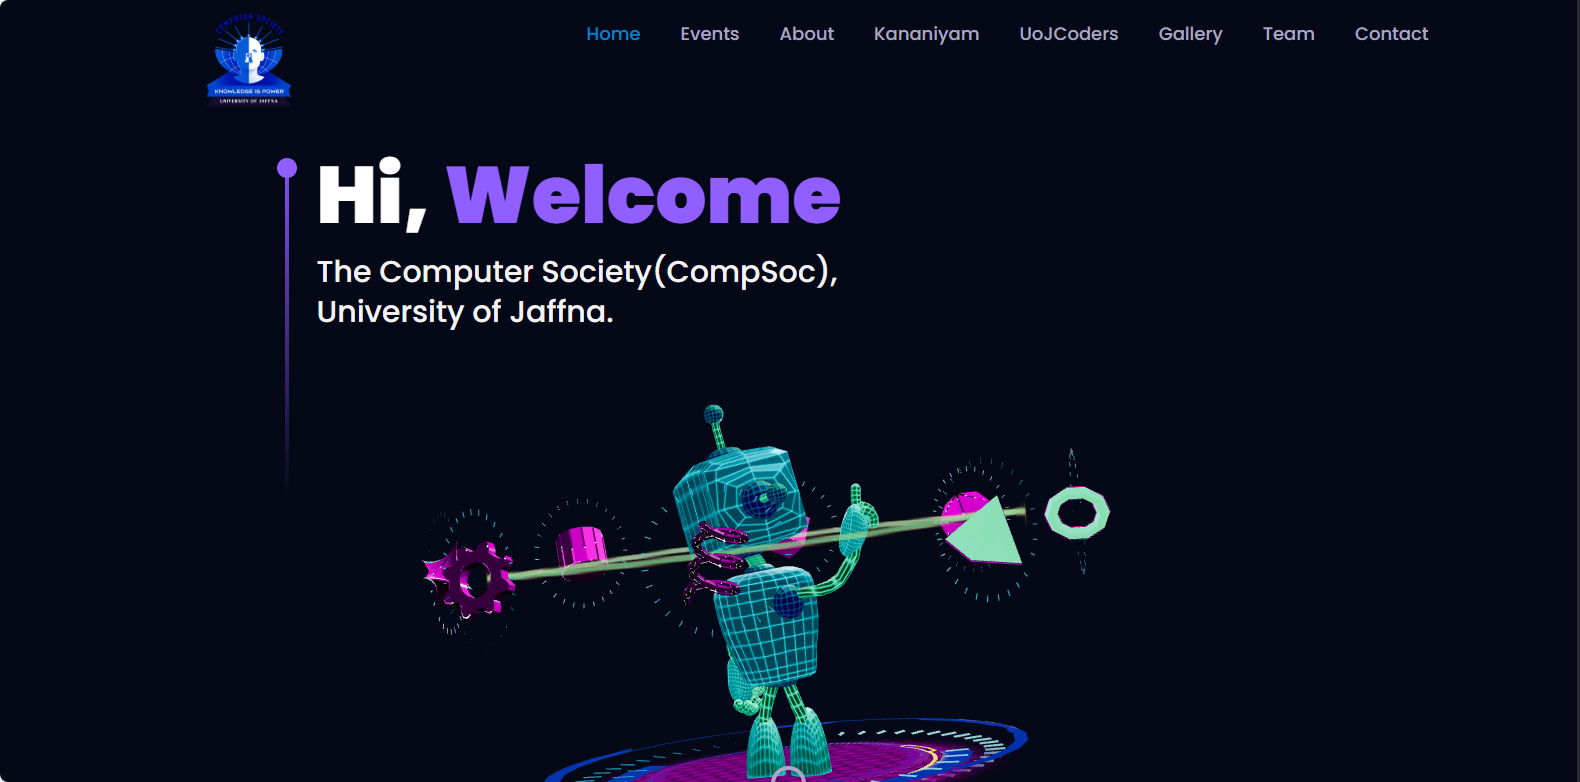 COMPUTER SOCIETY
KNOWLEDGE IS POWER
UNIVERSITY OF JAFFNA
Home Events About Kananiyam UoJCoders Gallery Team Contact
Hi, Welcome
The Computer Society(CompSoc),
University of Jaffna.